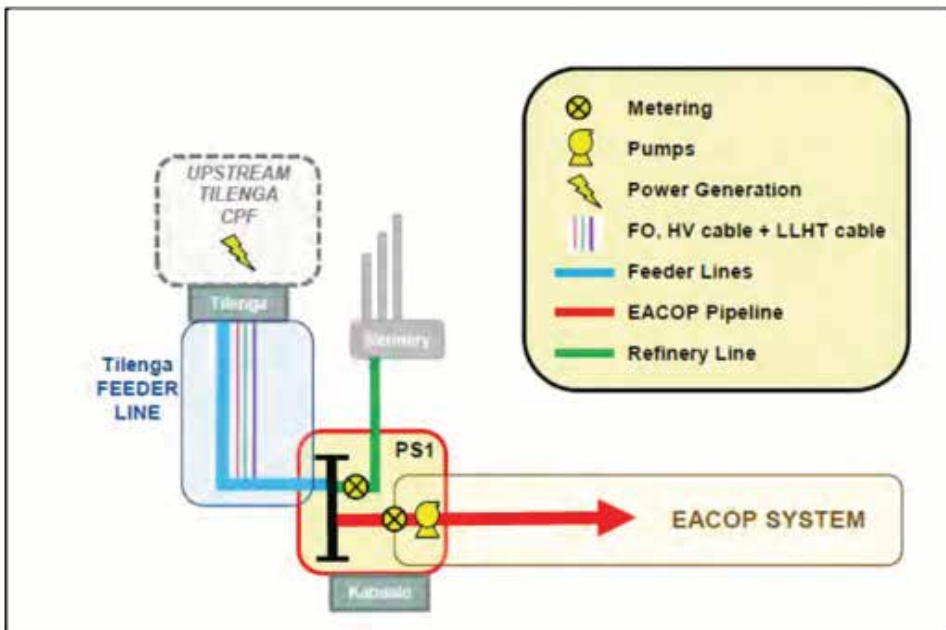 Metering
Pumps
Power Generation
FO, HV cable + LLHT cable
Feeder Lines
EACOP Pipeline
Refinery Line
UPSTREAM
TILENGA
CPF
Tilenga
Refinery
Tilenga
FEEDER
LINE
PS1
EACOP SYSTEM
Kabaale